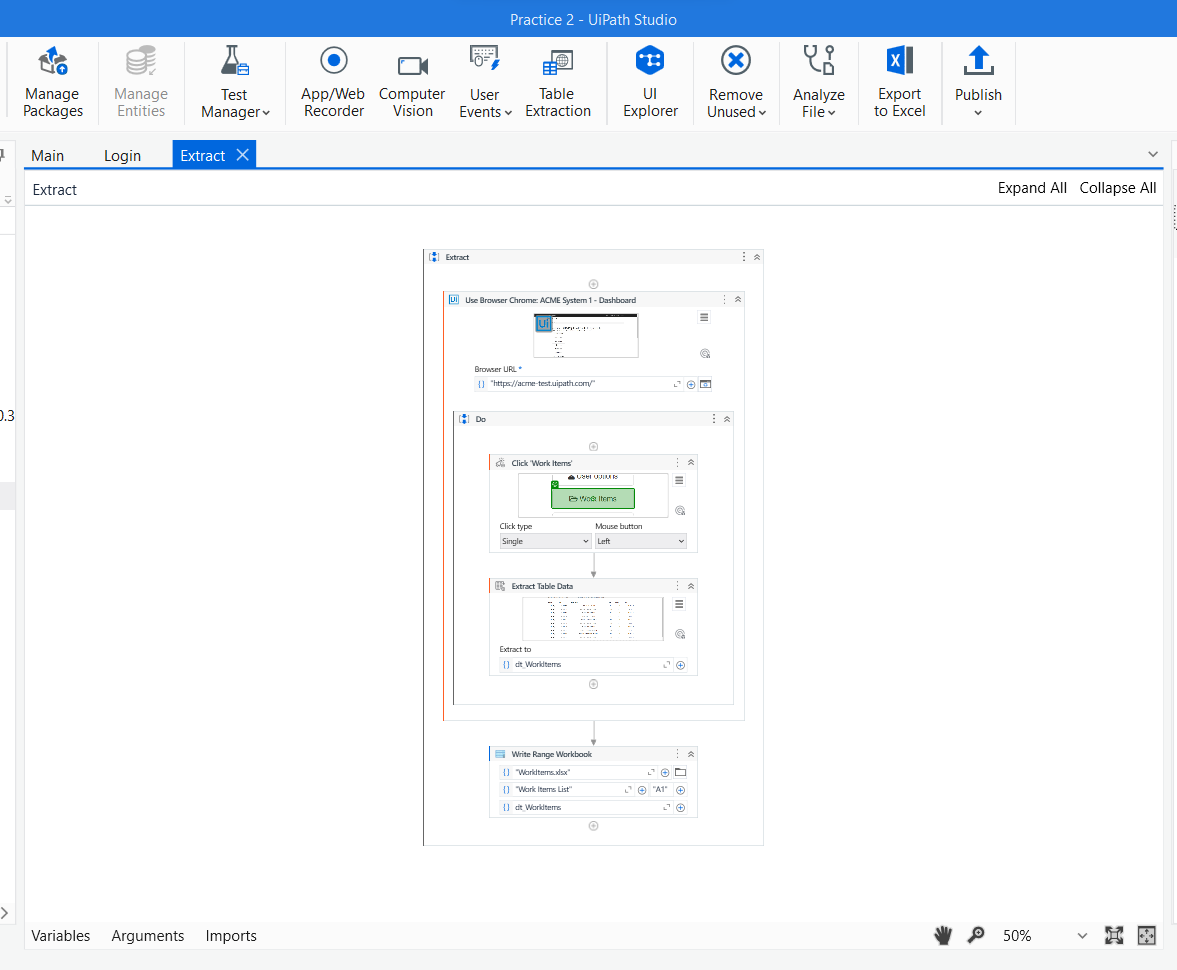 Practice 2 - UiPath Studio
Manage Packages
Manage Entities
Test Manager
App/Web Recorder
Computer Vision
User Events
Table Extraction
UI Explorer
Remove Unused
Analyze File
Export to Excel
Publish
Main Login Extract
Extract Expand All Collapse All
Extract
Use Browser Chrome: ACME System 1 - Dashboard
Ui
Browser URL *
"https://acme-test.uipath.com/"
Do
0.3
Click 'Work Items'
User options
Work Items
Click type Mouse button
Single Left
Extract Table Data
Extract to
dt_WorkItems
Write Range Workbook
"WorkItems.xlsx"
"Work Items List" "A1"
dt_WorkItems
Variables Arguments Imports 50%